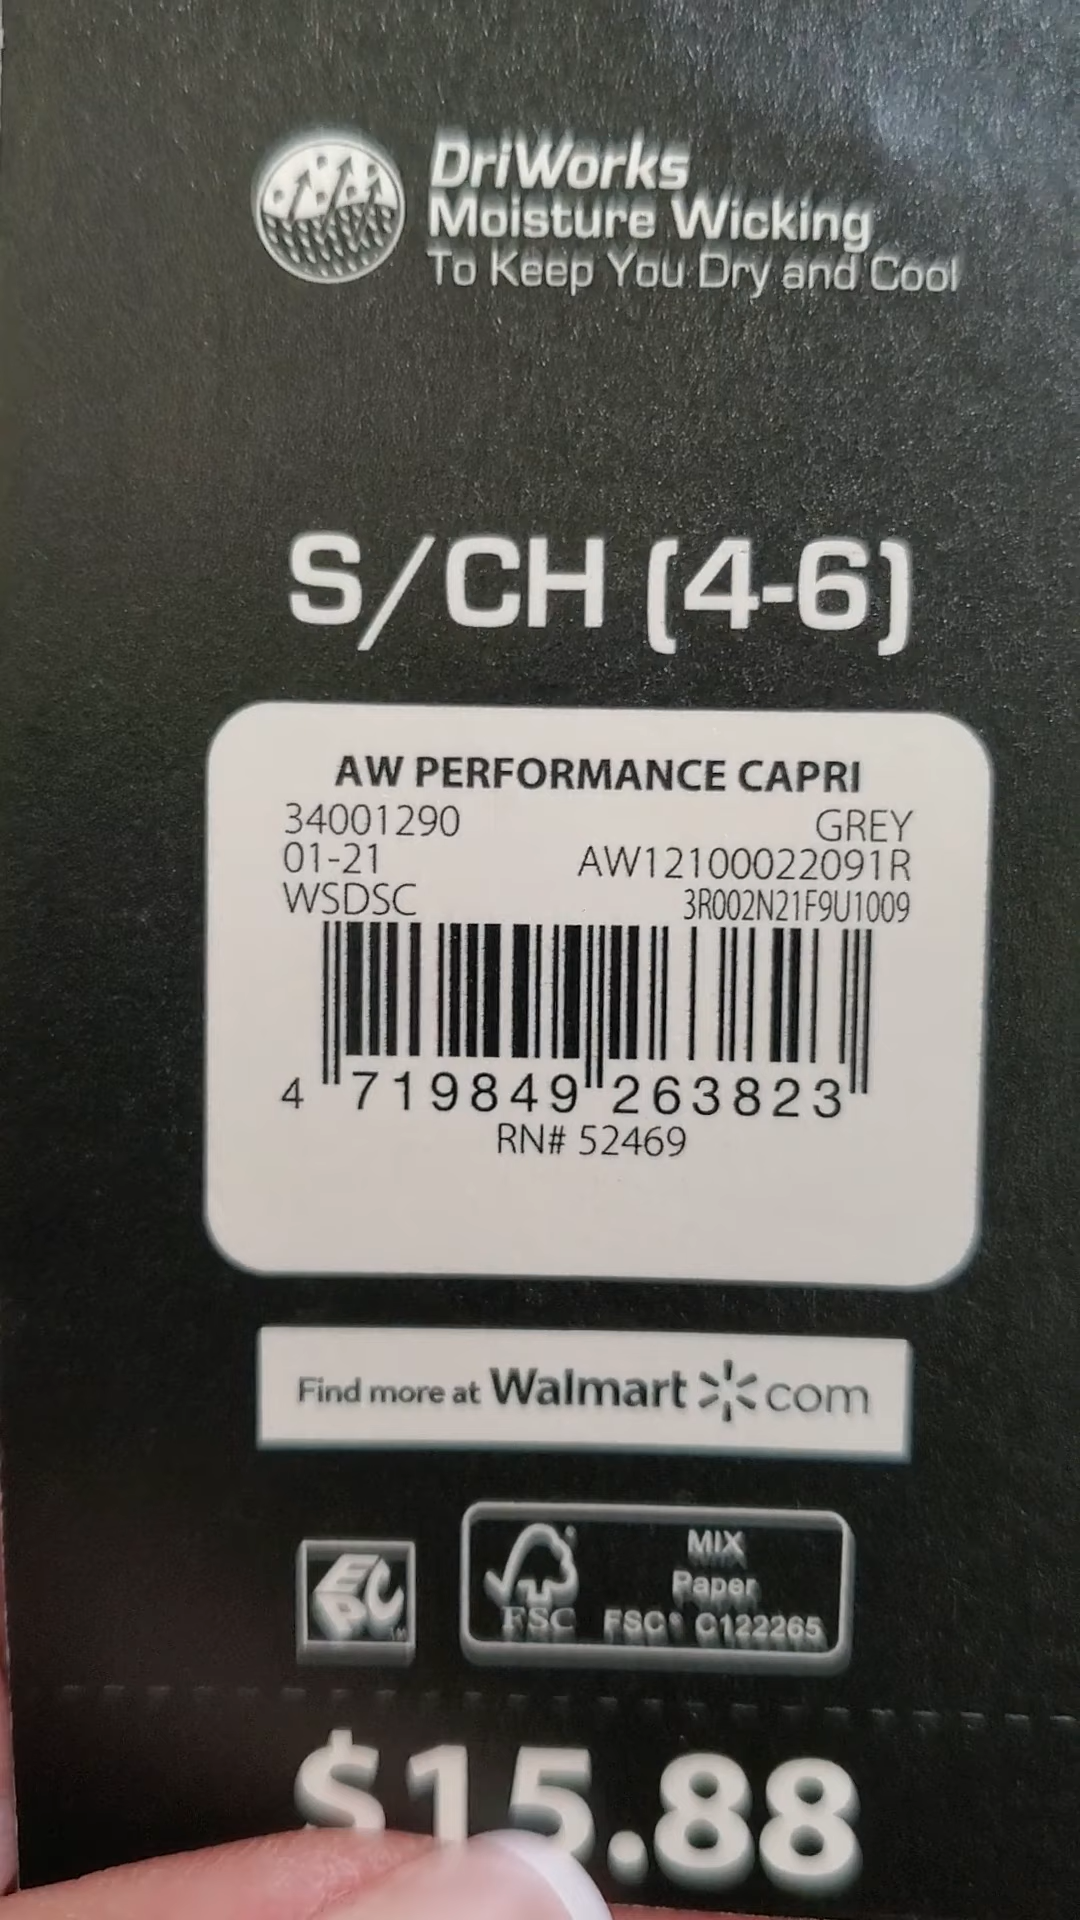 DriWorks
Moisture Wicking
To Keep You Dry and Cool
S/CH (4-6)
AW PERFORMANCE CAPRI
34001290 GREY
01-21 AW12100022091R
WSDSC 3R002N21F9U1009
4 719849 263823
RN# 52469
Find more at Walmart com
EPC TM
FSC
MIX
Paper
FSC® C122265
$15.88